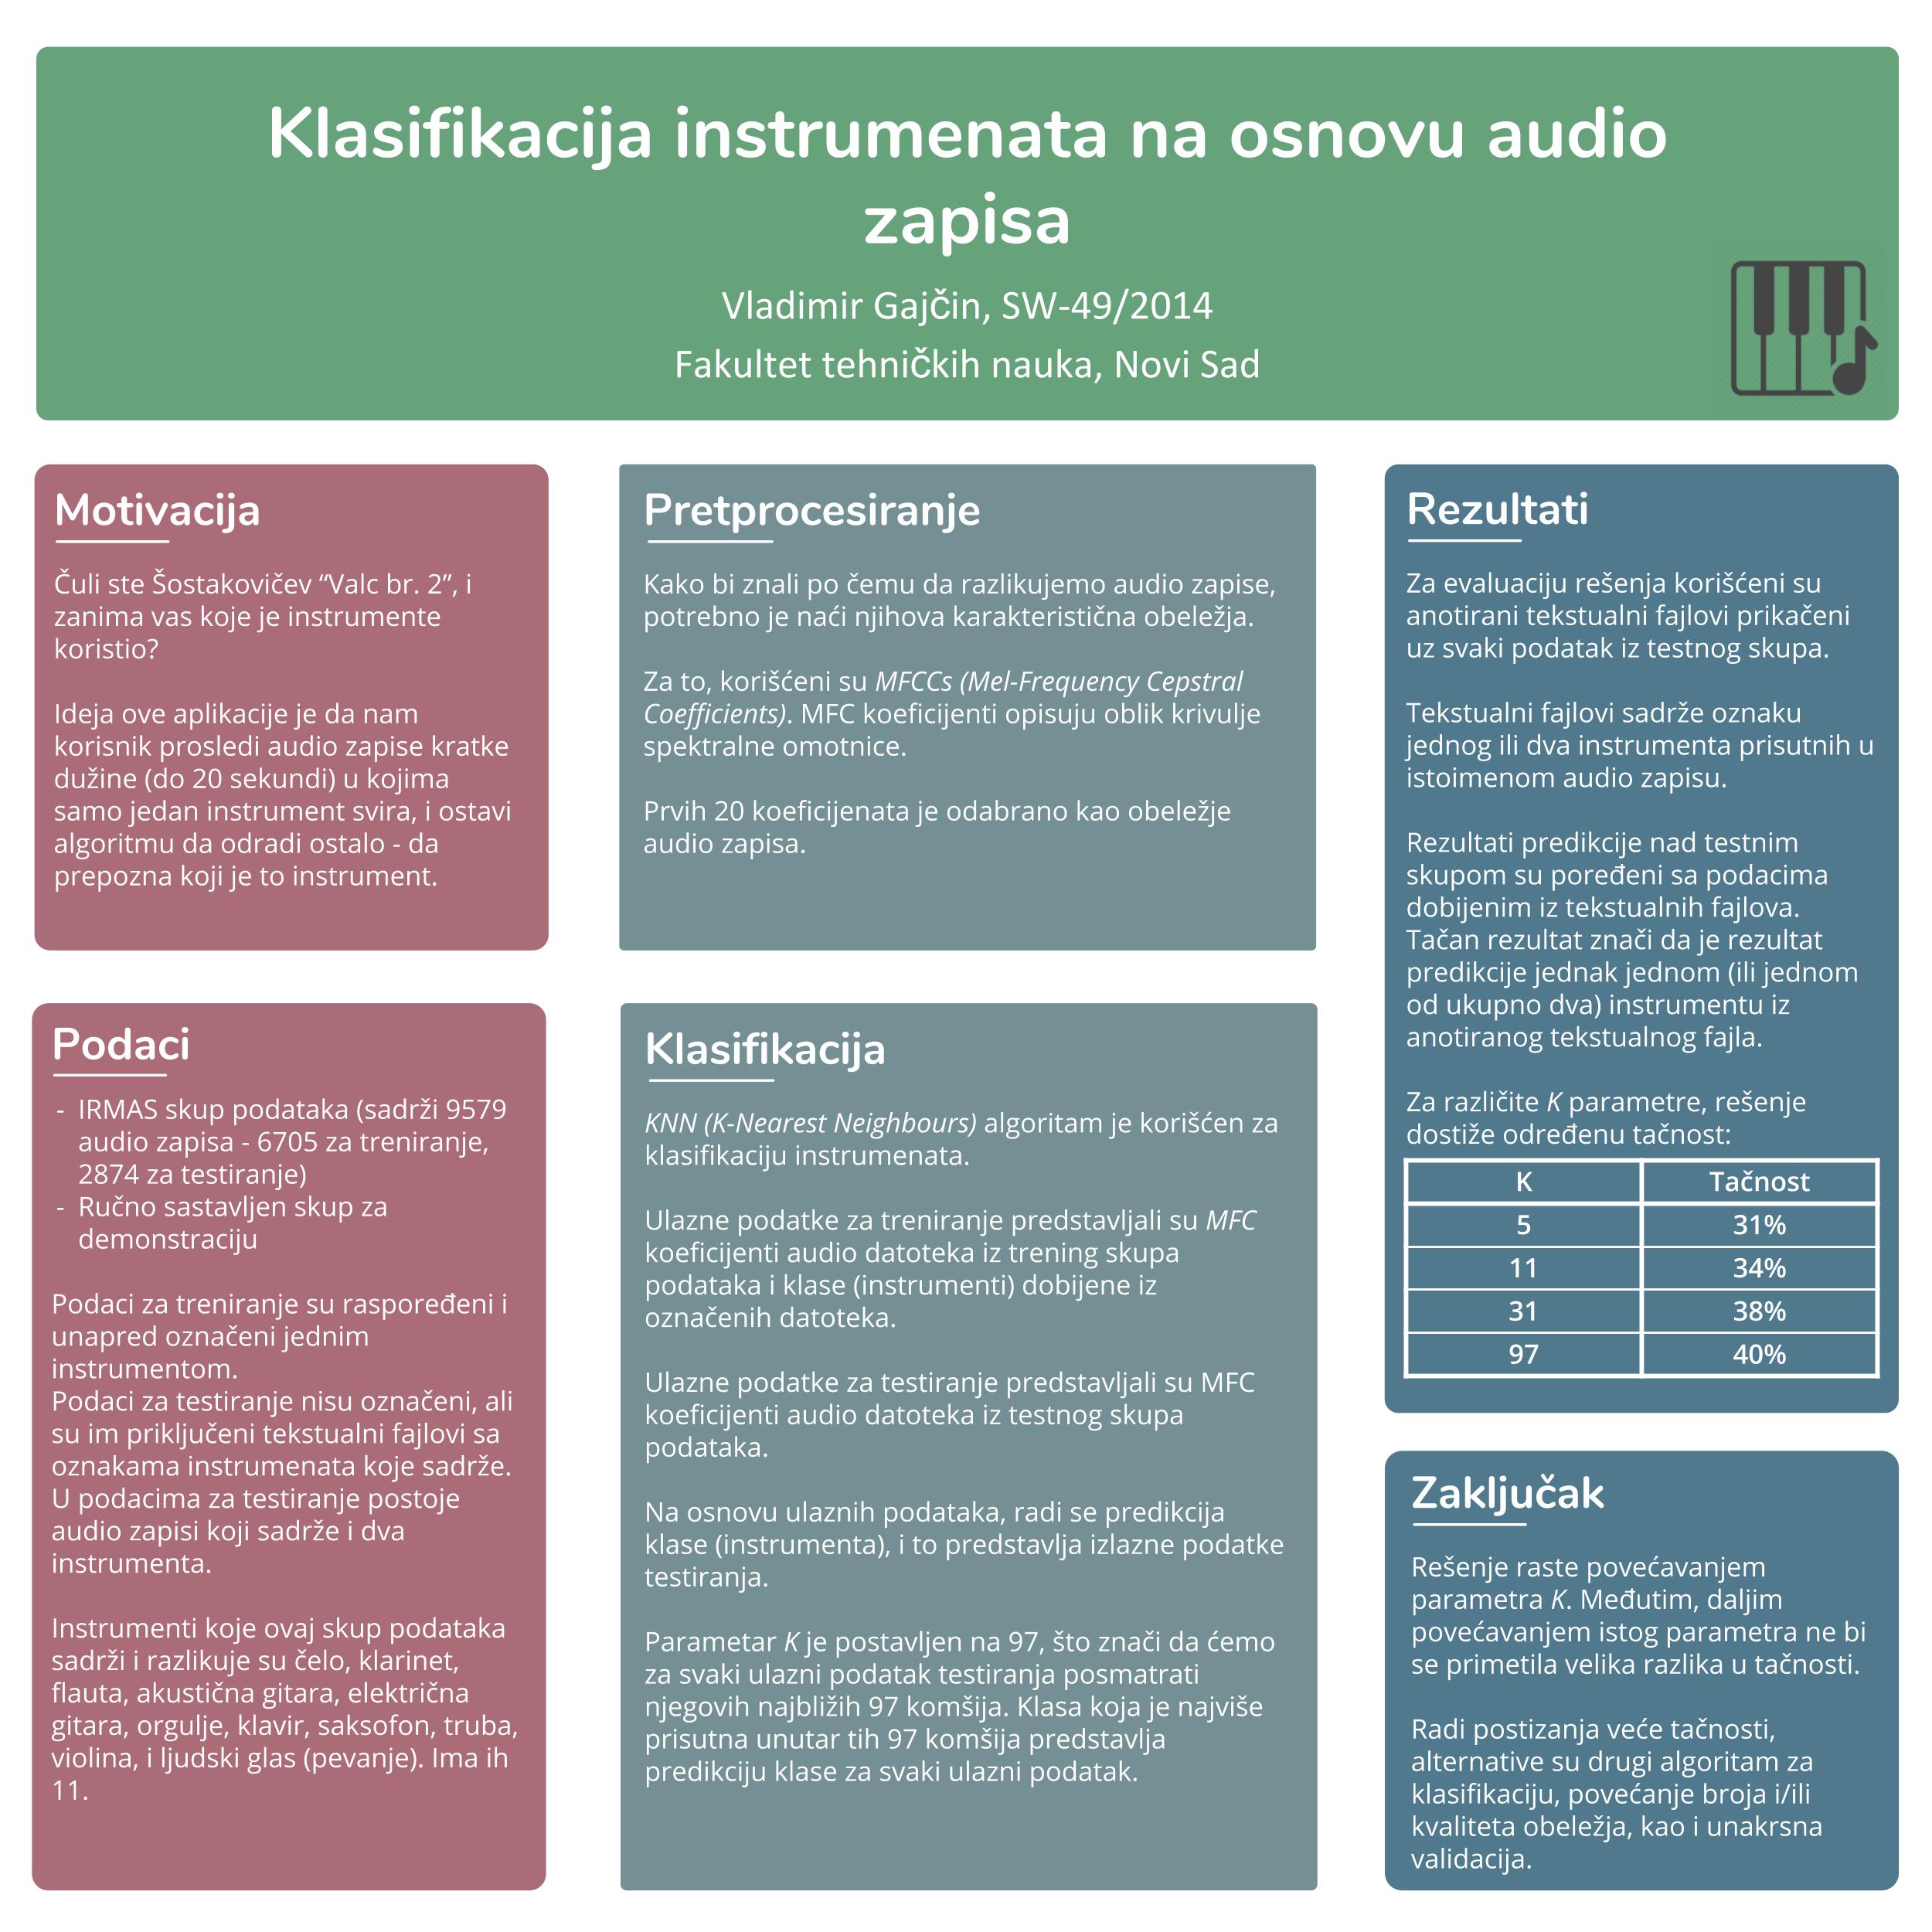 Klasifikacija instrumenata na osnovu audio
zapisa
Vladimir Gajčin, SW-49/2014
Fakultet tehničkih nauka, Novi Sad
Motivacija
Čuli ste Šostakovičev “Valc br. 2”, i
zanima vas koje je instrumente
koristio?
Ideja ove aplikacije je da nam
korisnik prosledi audio zapise kratke
dužine (do 20 sekundi) u kojima
samo jedan instrument svira, i ostavi
algoritmu da odradi ostalo - da
prepozna koji je to instrument.
Podaci
- IRMAS skup podataka (sadrži 9579
audio zapisa - 6705 za treniranje,
2874 za testiranje)
- Ručno sastavljen skup za
demonstraciju
Podaci za treniranje su raspoređeni i
unapred označeni jednim
instrumentom.
Podaci za testiranje nisu označeni, ali
su im priključeni tekstualni fajlovi sa
oznakama instrumenata koje sadrže.
U podacima za testiranje postoje
audio zapisi koji sadrže i dva
instrumenta.
Instrumenti koje ovaj skup podataka
sadrži i razlikuje su čelo, klarinet,
flauta, akustična gitara, električna
gitara, orgulje, klavir, saksofon, truba,
violina, i ljudski glas (pevanje). Ima ih
11.
Pretprocesiranje
Kako bi znali po čemu da razlikujemo audio zapise,
potrebno je naći njihova karakteristična obeležja.
Za to, korišćeni su MFCCs (Mel-Frequency Cepstral
Coefficients). MFC koeficijenti opisuju oblik krivulje
spektralne omotnice.
Prvih 20 koeficijenata je odabrano kao obeležje
audio zapisa.
Klasifikacija
KNN (K-Nearest Neighbours) algoritam je korišćen za
klasifikaciju instrumenata.
Ulazne podatke za treniranje predstavljali su MFC
koeficijenti audio datoteka iz trening skupa
podataka i klase (instrumenti) dobijene iz
označenih datoteka.
Ulazne podatke za testiranje predstavljali su MFC
koeficijenti audio datoteka iz testnog skupa
podataka.
Na osnovu ulaznih podataka, radi se predikcija
klase (instrumenta), i to predstavlja izlazne podatke
testiranja.
Parametar K je postavljen na 97, što znači da ćemo
za svaki ulazni podatak testiranja posmatrati
njegovih najbližih 97 komšija. Klasa koja je najviše
prisutna unutar tih 97 komšija predstavlja
predikciju klase za svaki ulazni podatak.
Rezultati
Za evaluaciju rešenja korišćeni su
anotirani tekstualni fajlovi prikačeni
uz svaki podatak iz testnog skupa.
Tekstualni fajlovi sadrže oznaku
jednog ili dva instrumenta prisutnih u
istoimenom audio zapisu.
Rezultati predikcije nad testnim
skupom su poređeni sa podacima
dobijenim iz tekstualnih fajlova.
Tačan rezultat znači da je rezultat
predikcije jednak jednom (ili jednom
od ukupno dva) instrumentu iz
anotiranog tekstualnog fajla.
Za različite K parametre, rešenje
dostiže određenu tačnost:
K Tačnost
5 31%
11 34%
31 38%
97 40%
Zaključak
Rešenje raste povećavanjem
parametra K. Međutim, daljim
povećavanjem istog parametra ne bi
se primetila velika razlika u tačnosti.
Radi postizanja veće tačnosti,
alternative su drugi algoritam za
klasifikaciju, povećanje broja i/ili
kvaliteta obeležja, kao i unakrsna
validacija.